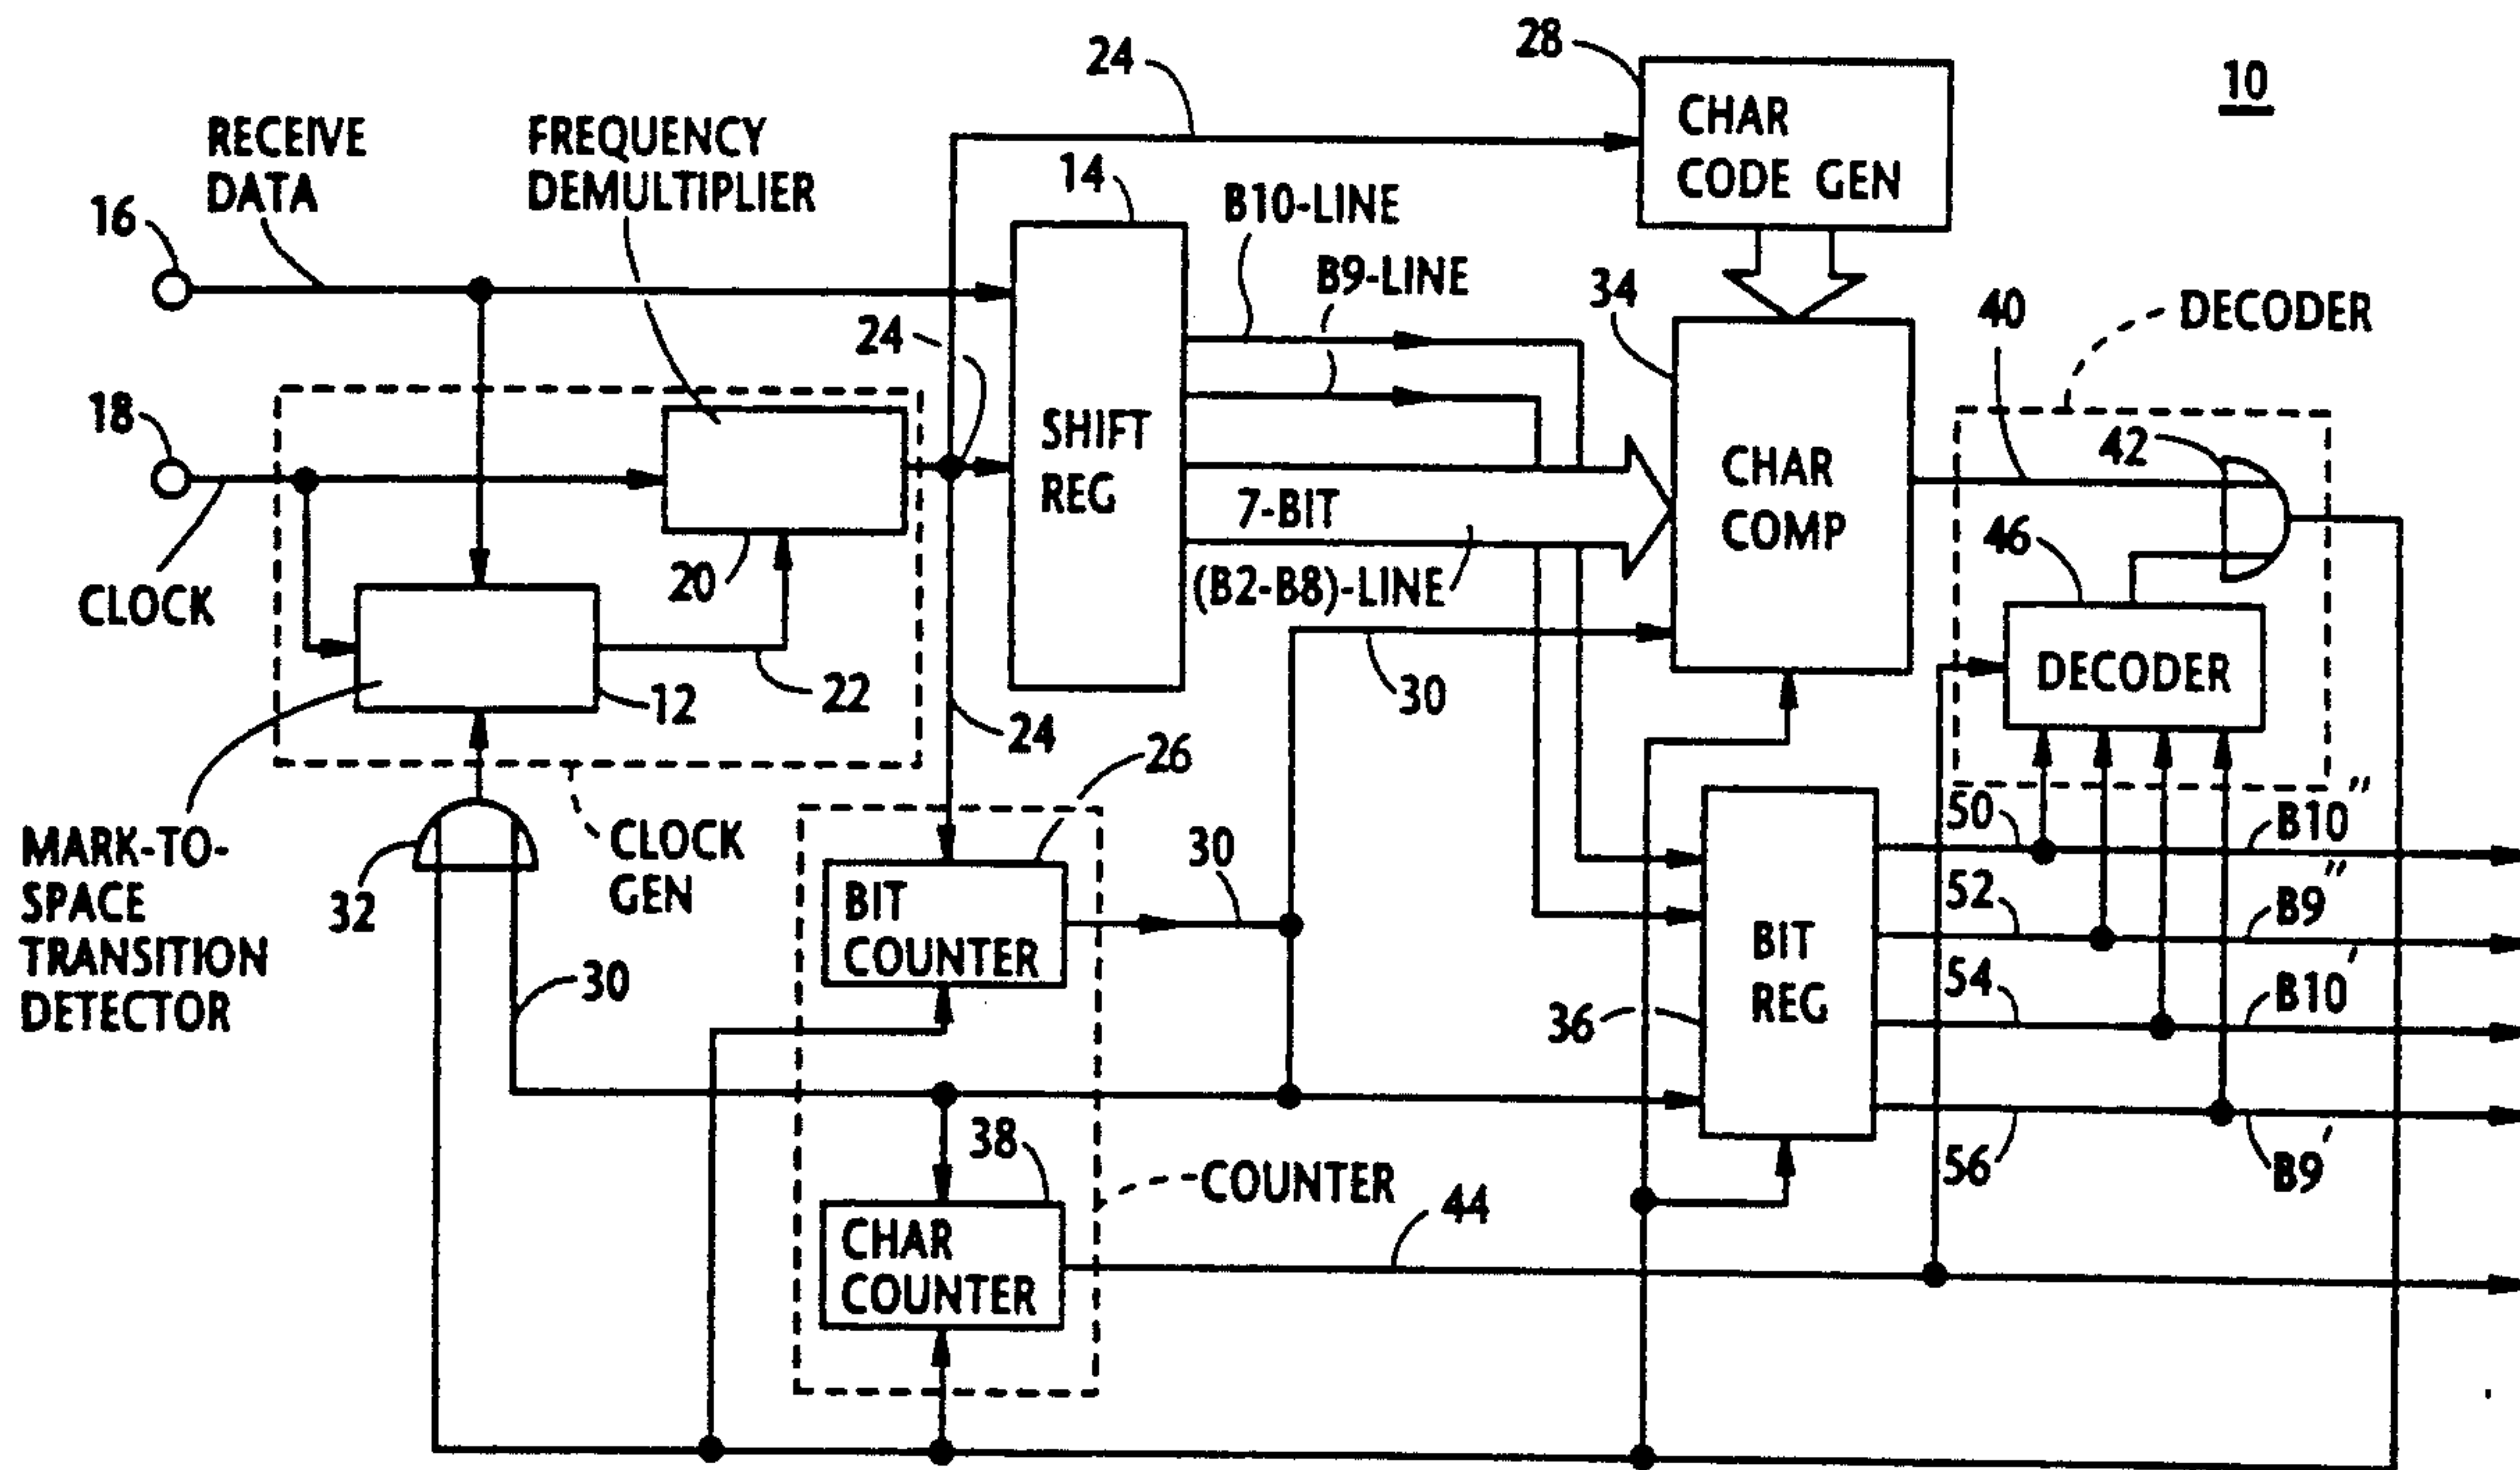 24
28
10
RECEIVE
DATA
FREQUENCY
DEMULTIPLIER
CHAR
CODE GEN
16
14
B10-LINE
B9-LINE
34
40
DECODER
24
18
SHIFT
REG
CHAR
COMP
42
7-BIT
(B2-B8)-LINE
46
20
CLOCK
DECODER
12
22
30
24
26
MARK-TO-
SPACE
TRANSITION
DETECTOR
32
CLOCK
GEN
BIT
COUNTER
30
50
B10''
52
B9''
BIT
REG
30
54
B10'
36
38
COUNTER
56
B9'
CHAR
COUNTER
44